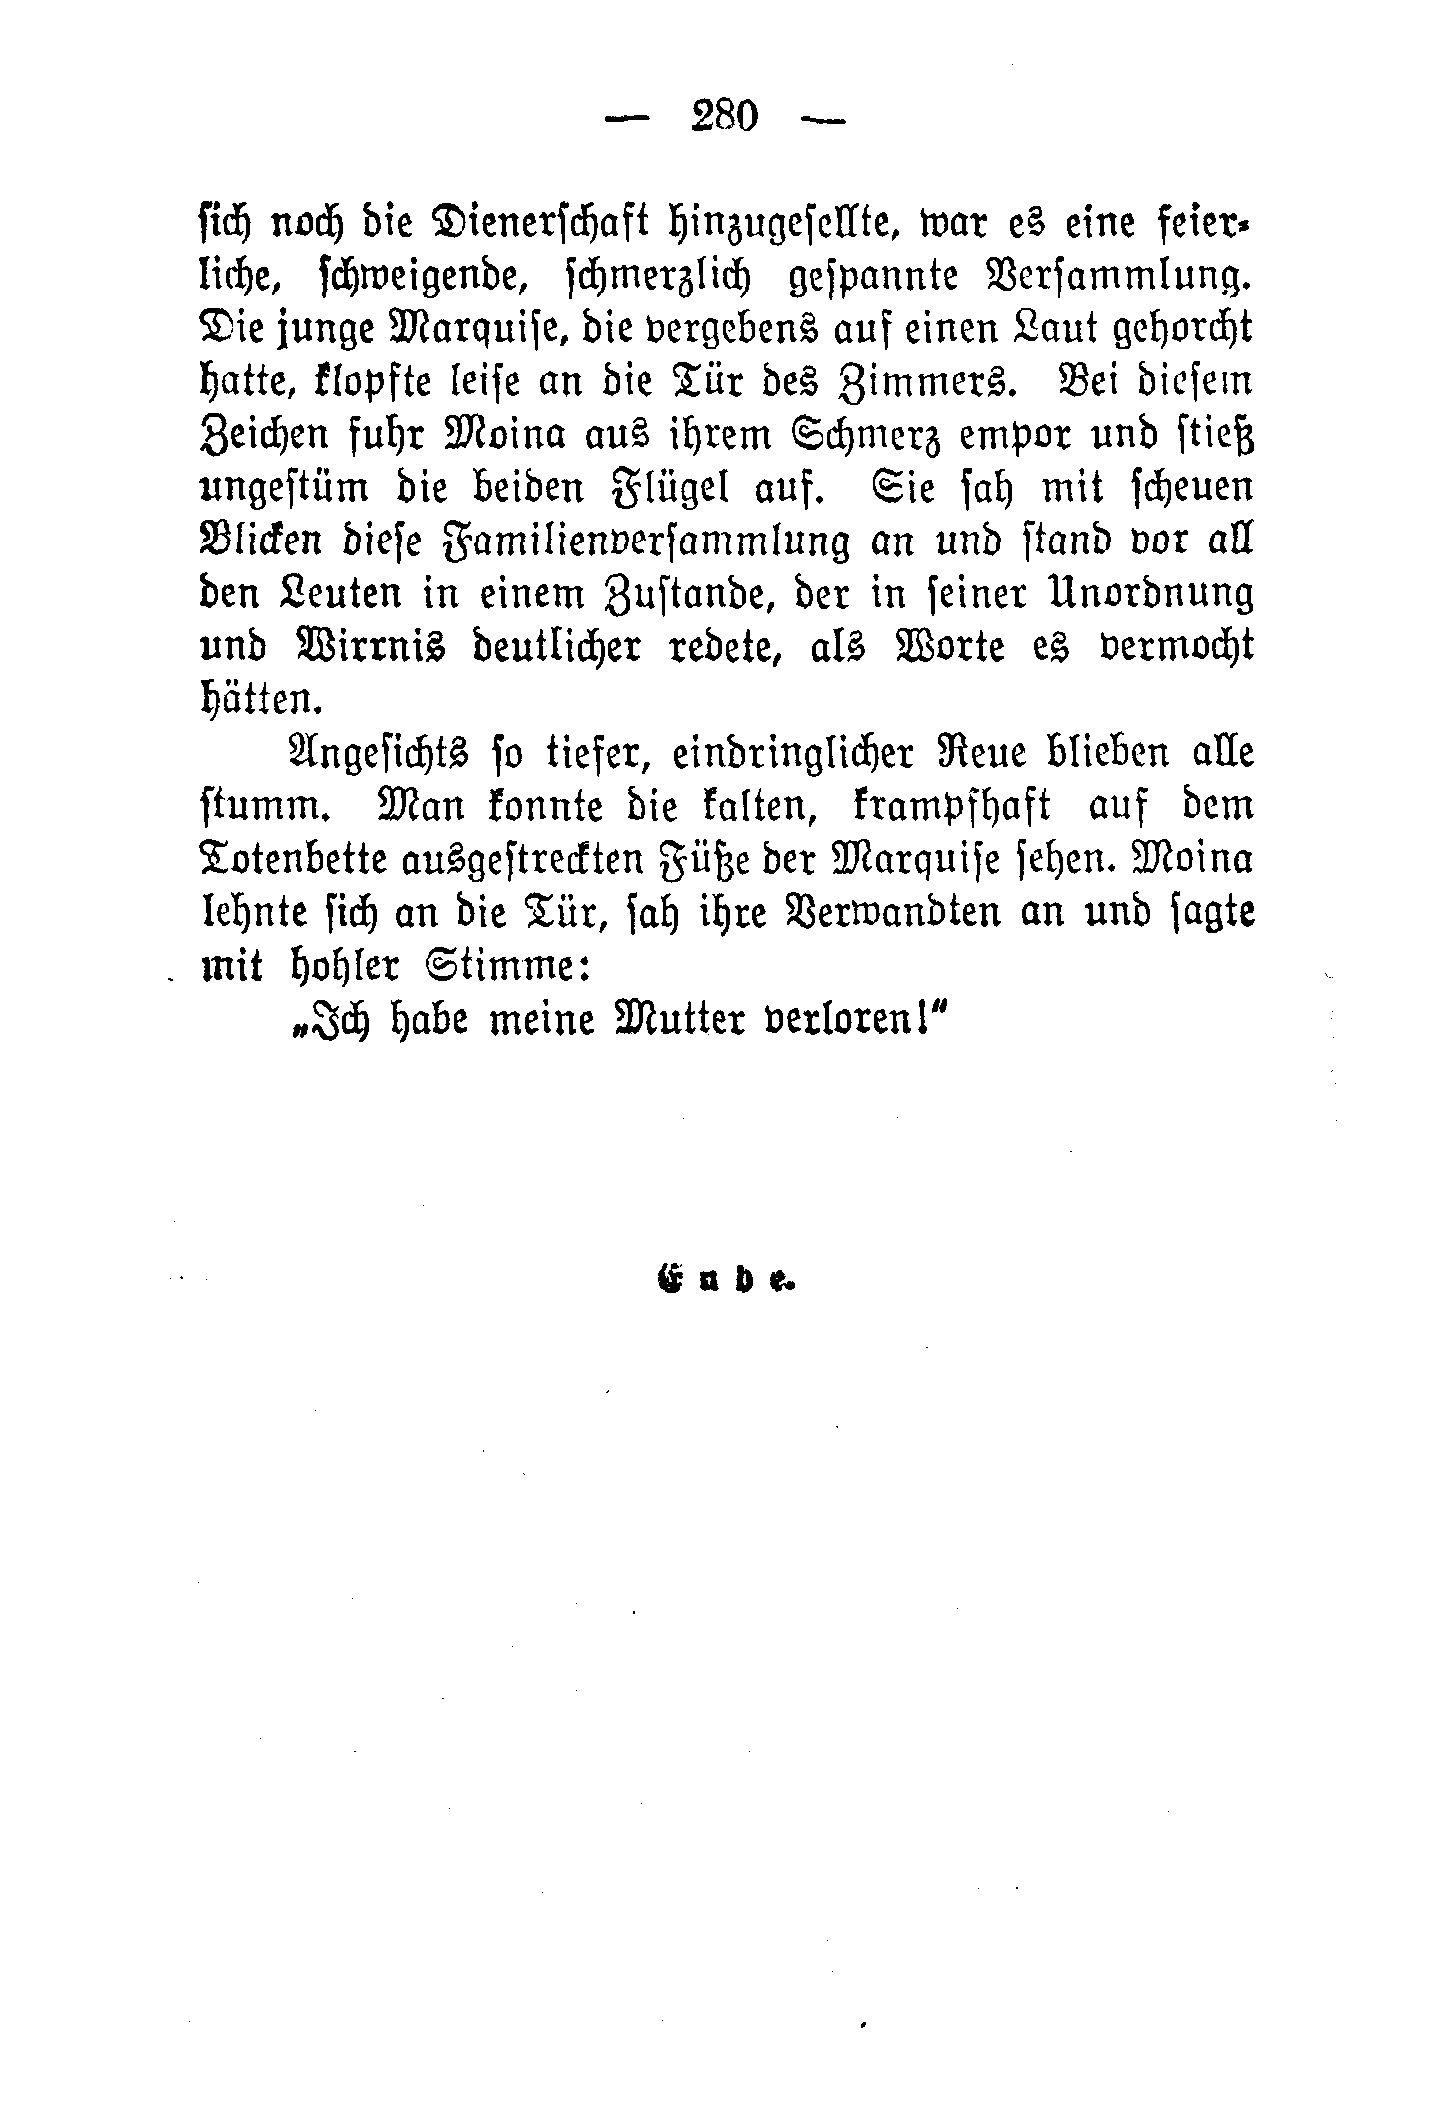 — 280 —
ſich noch die Dienerſchaft hinzugeſellte, war es eine feier-
liche, ſchweigende, ſchmerzlich geſpannte Verſammlung.
Die junge Marquiſe, die vergebens auf einen Laut gehorcht
hatte, klopfte leiſe an die Tür des Zimmers. Bei dieſem
Zeichen fuhr Moina aus ihrem Schmerz empor und ſtieß
ungeſtüm die beiden Flügel auf. Sie ſah mit ſcheuen
Blicken dieſe Familienverſammlung an und ſtand vor all
den Leuten in einem Zuſtande, der in ſeiner Unordnung
und Wirrnis deutlicher redete, als Worte es vermocht
hätten.
Angeſichts ſo tiefer, eindringlicher Reue blieben alle
ſtumm. Man konnte die kalten, krampfhaft auf dem
Totenbette ausgeſtreckten Füße der Marquiſe ſehen. Moina
lehnte ſich an die Tür, ſah ihre Verwandten an und ſagte
mit hohler Stimme:
„Ich habe meine Mutter verloren!“
Ende.